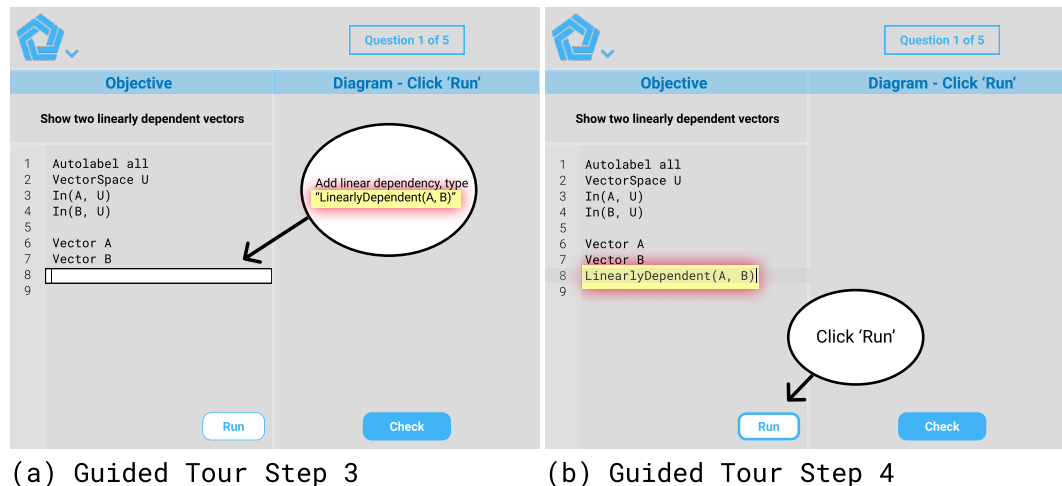 Question 1 of 5
Objective
Diagram - Click ‘Run’
Show two linearly dependent vectors
1 Autolabel all
2 VectorSpace U
3 In(A, U)
4 In(B, U)
5
6 Vector A
7 Vector B
8
9
Add linear dependency, type
“LinearlyDependent(A, B)”
Run
Check
(a) Guided Tour Step 3
Question 1 of 5
Objective
Diagram - Click ‘Run’
Show two linearly dependent vectors
1 Autolabel all
2 VectorSpace U
3 In(A, U)
4 In(B, U)
5
6 Vector A
7 Vector B
8 LinearlyDependent(A, B)
9
Click ‘Run’
Run
Check
(b) Guided Tour Step 4